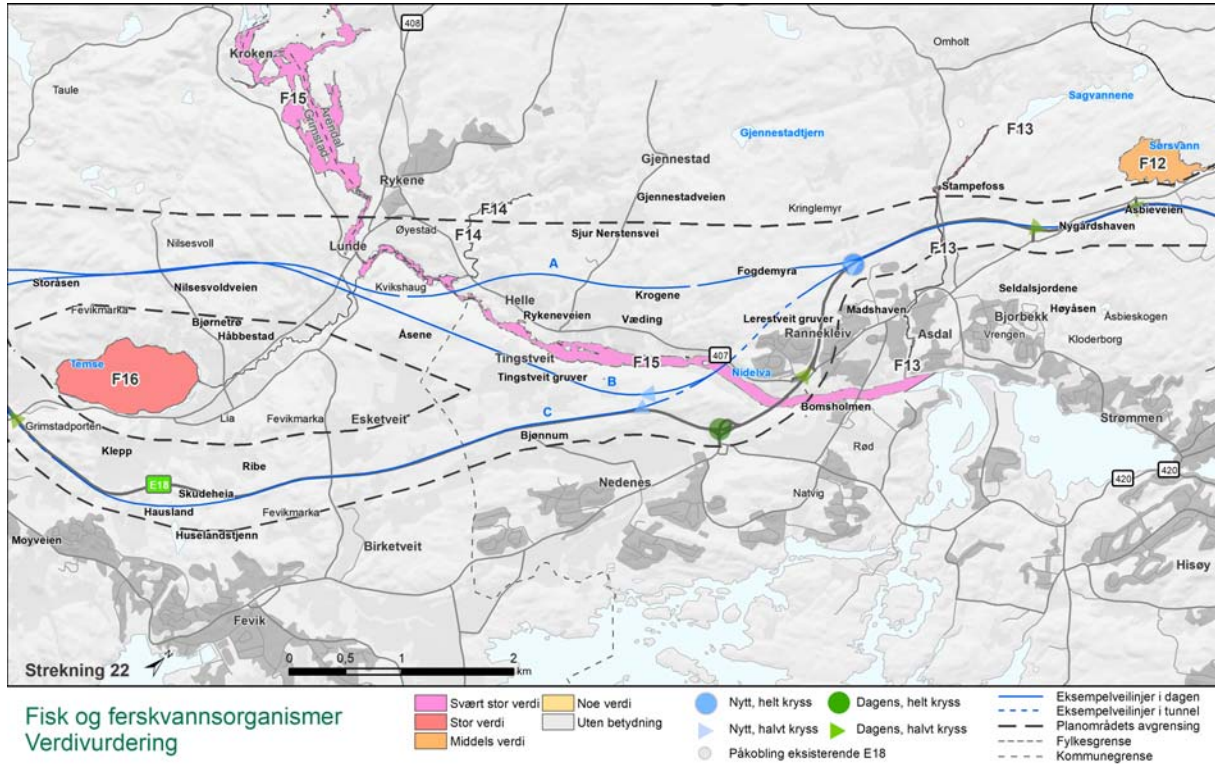 408
Omholt
Kroken
Taule
Sagvannene
F15
Arendal
Grimstad
F13
Gjennestadtjern
Sørsvann
F12
Gjennestad
Rykene
Stampefoss
Gjennestadveien
Åsbieveien
F14
Kringlemyr
Nygårdshaven
Øyestad
F14
Sjur Nerstensvei
Nilsesvoll
Lunde
F13
A
Fogdemyra
Storåsen
Nilsesvoldveien
Kvikshaug
Krogene
Seldalsjordene
Helle
Fevikmarka
Rykeneveien
Væding
Lerestveit gruver
Madshaven
Bjorbekk
Høyåsen
Åsbieskogen
Bjørnetrø
Håbbestad
Åsene
Rannekleiv
Asdal
Vrengen
Kloderborg
Temse
Tingstveit
F15
407
F13
F16
Tingstveit gruver
B
Nidelva
Lia
Fevikmarka
Esketveit
C
Bomsholmen
Strømmen
Grimstadporten
Bjønnum
Klepp
Ribe
Rød
E18
Skudeheia
Nedenes
Natvig
420
420
Hausland
Fevikmarka
Moyveien
Huselandstjenn
Birketveit
Hisøy
Fevik
N
Strekning 22
0 0,5 1 2
km
Fisk og ferskvannsorganismer
Verdivurdering
Svært stor verdi
Stor verdi
Middels verdi
Noe verdi
Uten betydning
Nytt, helt kryss
Nytt, halvt kryss
Påkobling eksisterende E18
Dagens, helt kryss
Dagens, halvt kryss
Eksempelveilinjer i dagen
Eksempelveilinjer i tunnel
Planområdets avgrensing
Fylkesgrense
Kommunegrense